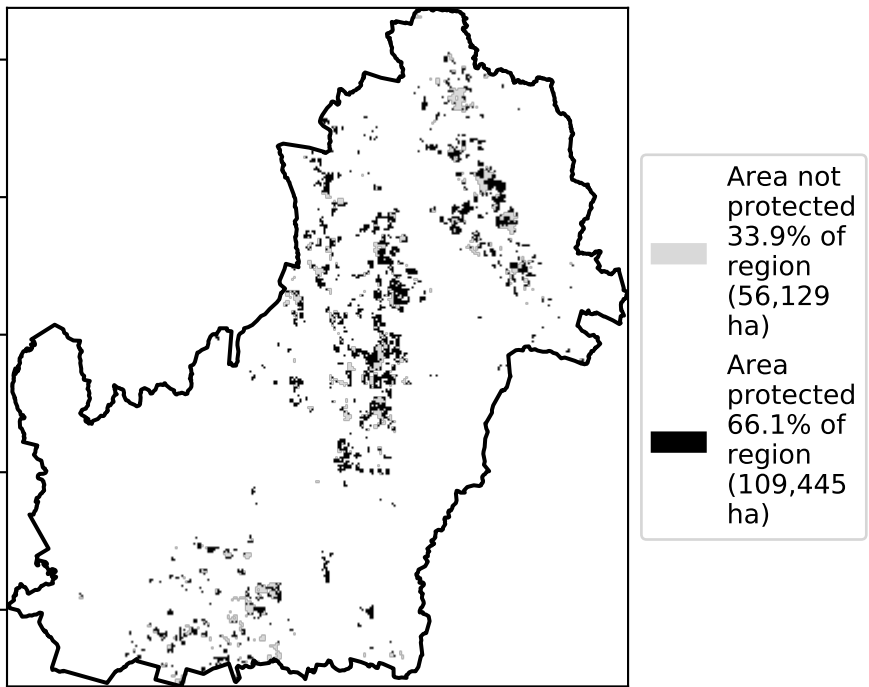 Area not
protected
33.9% of
region
(56,129
ha)
Area
protected
66.1% of
region
(109,445
ha)